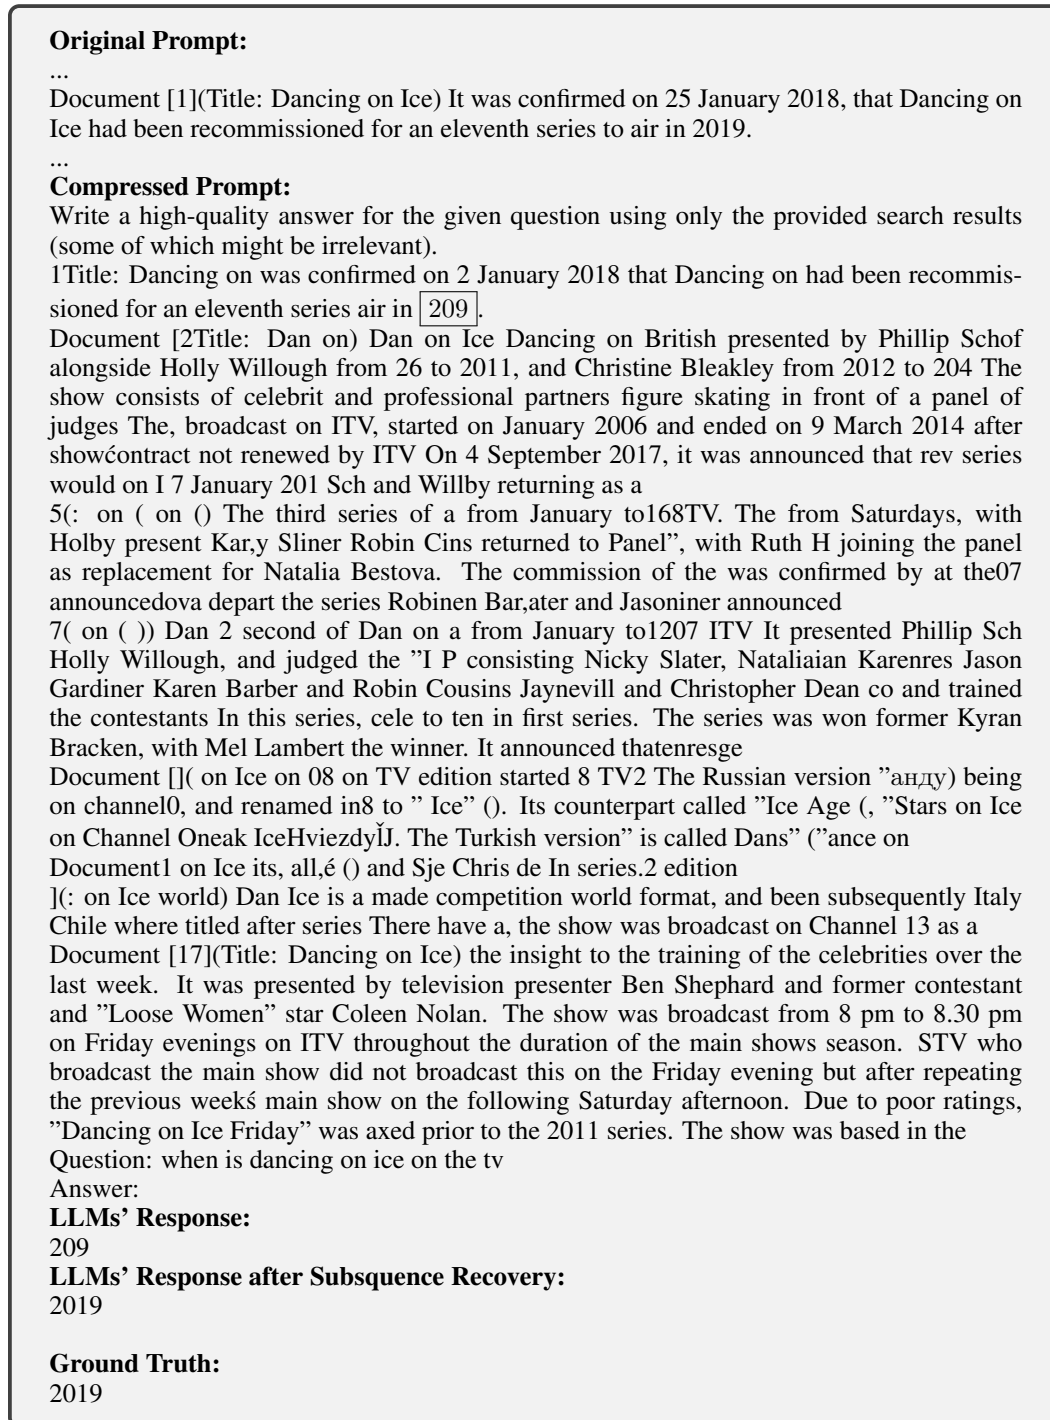 Original Prompt:
...
Document [1](Title: Dancing on Ice) It was confirmed on 25 January 2018, that Dancing on
Ice had been recommissioned for an eleventh series to air in 2019.
...
Compressed Prompt:
Write a high-quality answer for the given question using only the provided search results
(some of which might be irrelevant).
1Title: Dancing on was confirmed on 2 January 2018 that Dancing on had been recommis-
sioned for an eleventh series air in 209.
Document [2Title: Dan on) Dan on Ice Dancing on British presented by Phillip Schof
alongside Holly Willough from 26 to 2011, and Christine Bleakley from 2012 to 204 The
show consists of celebrit and professional partners figure skating in front of a panel of
judges The, broadcast on ITV, started on January 2006 and ended on 9 March 2014 after
showćontract not renewed by ITV On 4 September 2017, it was announced that rev series
would on I 7 January 201 Sch and Willby returning as a
5(: on ( on () The third series of a from January to168TV. The from Saturdays, with
Holby present Kar,y Sliner Robin Cins returned to Panel”, with Ruth H joining the panel
as replacement for Natalia Bestova. The commission of the was confirmed by at the07
announcedova depart the series Robinen Bar,ater and Jasoniner announced
7( on ( )) Dan 2 second of Dan on a from January to1207 ITV It presented Phillip Sch
Holly Willough, and judged the ”I P consisting Nicky Slater, Nataliaian Karenres Jason
Gardiner Karen Barber and Robin Cousins Jaynevill and Christopher Dean co and trained
the contestants In this series, cele to ten in first series. The series was won former Kyran
Bracken, with Mel Lambert the winner. It announced thatenresge
Document []( on Ice on 08 on TV edition started 8 TV2 The Russian version ”анду) being
on channel0, and renamed in8 to ” Ice” (). Its counterpart called ”Ice Age (, ”Stars on Ice
on Channel Oneak IceHviezdyǏJ. The Turkish version” is called Dans” (”ance on
Document1 on Ice its, all,é () and Sje Chris de In series.2 edition
](: on Ice world) Dan Ice is a made competition world format, and been subsequently Italy
Chile where titled after series There have a, the show was broadcast on Channel 13 as a
Document [17](Title: Dancing on Ice) the insight to the training of the celebrities over the
last week. It was presented by television presenter Ben Shephard and former contestant
and ”Loose Women” star Coleen Nolan. The show was broadcast from 8 pm to 8.30 pm
on Friday evenings on ITV throughout the duration of the main shows season. STV who
broadcast the main show did not broadcast this on the Friday evening but after repeating
the previous weekś main show on the following Saturday afternoon. Due to poor ratings,
”Dancing on Ice Friday” was axed prior to the 2011 series. The show was based in the
Question: when is dancing on ice on the tv
Answer:
LLMs’ Response:
209
LLMs’ Response after Subsquence Recovery:
2019
Ground Truth:
2019